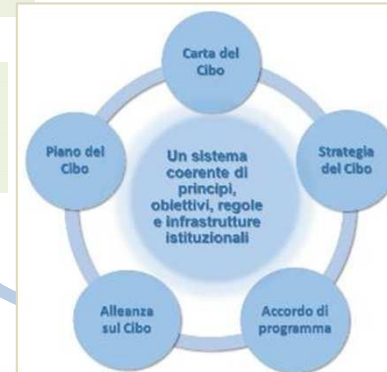 Carta del
Cibo
Piano del
Cibo
Un sistema
coerente di
principi,
obiettivi, regole
e infrastrutture
istituzionali
Strategia
del Cibo
Alleanza
sul Cibo
Accordo di
programma